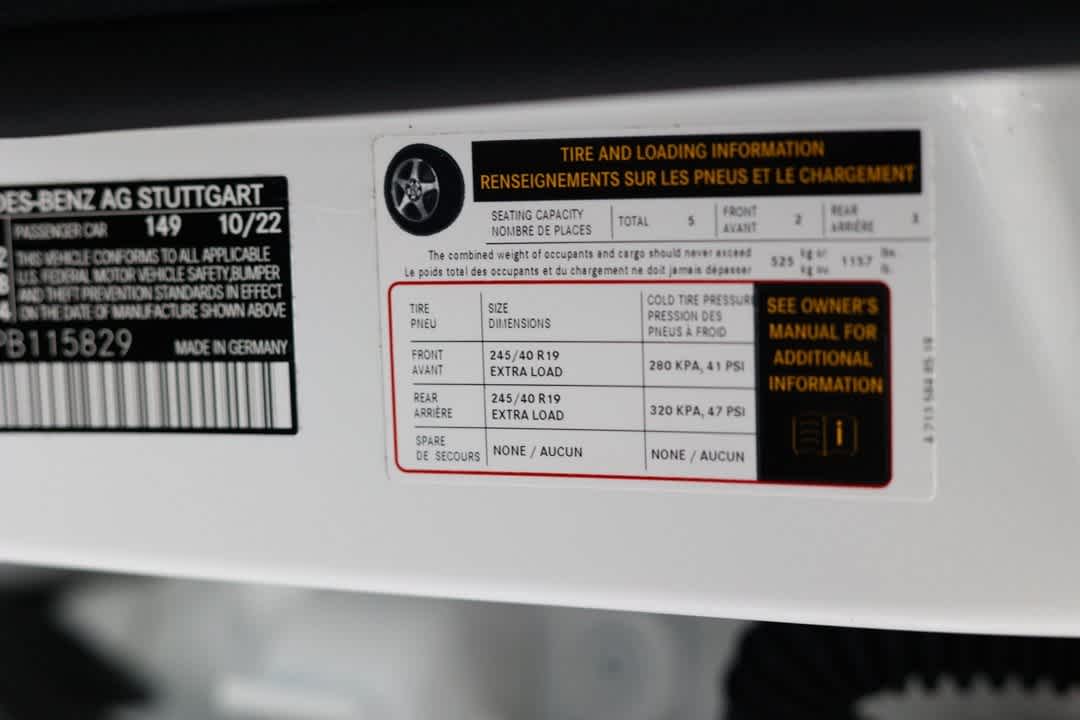 DES-BENZ AG STUTTGART
PASSENGER CAR 149 10/22
THIS VEHICLE CONFORMS TO ALL APPLICABLE
U.S. FEDERAL MOTOR VEHICLE SAFETY, BUMPER
AND THEFT PREVENTION STANDARDS IN EFFECT
ON THE DATE OF MANUFACTURE SHOWN ABOVE
PB115829 MADE IN GERMANY
TIRE AND LOADING INFORMATION
RENSEIGNEMENTS SUR LES PNEUS ET LE CHARGEMENT
SEATING CAPACITY
NOMBRE DE PLACES
TOTAL 5
FRONT
AVANT
2
REAR
ARRIÈRE
3
The combined weight of occupants and cargo should never exceed
Le poids total des occupants et du chargement ne doit jamais dépasser
525 kg or 1157 lbs.
kg ou lb.
TIRE
PNEU
SIZE
DIMENSIONS
COLD TIRE PRESSURE
PRESSION DES
PNEUS À FROID
FRONT
AVANT
245/40 R19
EXTRA LOAD
280 KPA, 41 PSI
REAR
ARRIÈRE
245/40 R19
EXTRA LOAD
320 KPA, 47 PSI
SPARE
DE SECOURS
NONE / AUCUN
NONE / AUCUN
SEE OWNER'S
MANUAL FOR
ADDITIONAL
INFORMATION